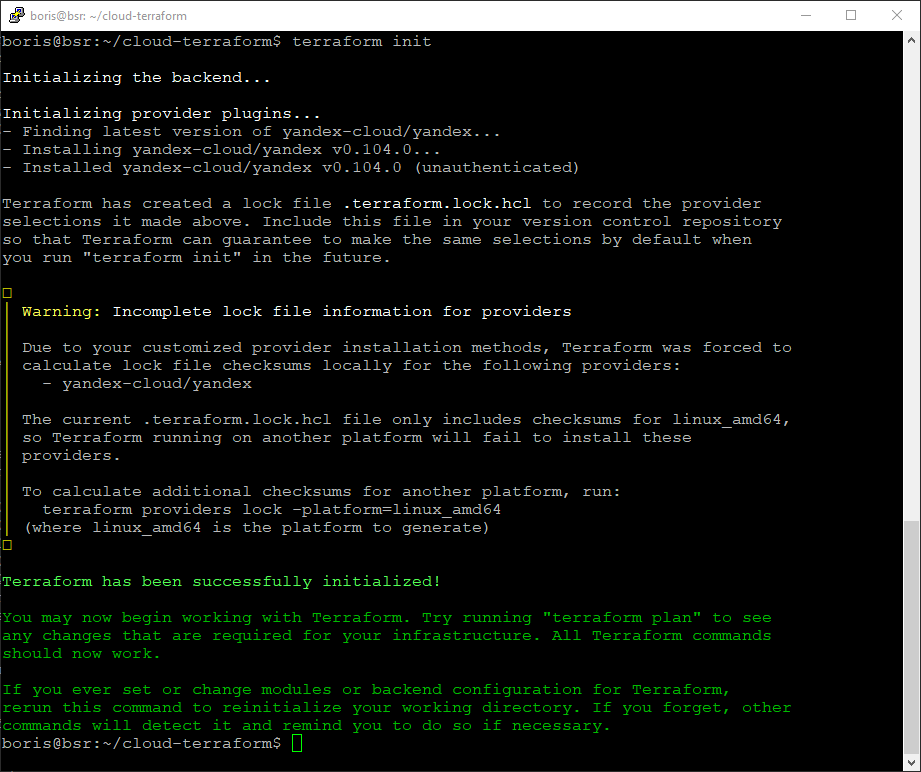 boris@bsr: ~/cloud-terraform
boris@bsr:~/cloud-terraform$ terraform init
Initializing the backend...
Initializing provider plugins...
- Finding latest version of yandex-cloud/yandex...
- Installing yandex-cloud/yandex v0.104.0...
- Installed yandex-cloud/yandex v0.104.0 (unauthenticated)
Terraform has created a lock file .terraform.lock.hcl to record the provider
selections it made above. Include this file in your version control repository
so that Terraform can guarantee to make the same selections by default when
you run "terraform init" in the future.
Warning: Incomplete lock file information for providers
Due to your customized provider installation methods, Terraform was forced to
calculate lock file checksums locally for the following providers:
- yandex-cloud/yandex
The current .terraform.lock.hcl file only includes checksums for linux_amd64,
so Terraform running on another platform will fail to install these
providers.
To calculate additional checksums for another platform, run:
terraform providers lock -platform=linux_amd64
(where linux_amd64 is the platform to generate)
Terraform has been successfully initialized!
You may now begin working with Terraform. Try running "terraform plan" to see
any changes that are required for your infrastructure. All Terraform commands
should now work.
If you ever set or change modules or backend configuration for Terraform,
rerun this command to reinitialize your working directory. If you forget, other
commands will detect it and remind you to do so if necessary.
boris@bsr:~/cloud-terraform$